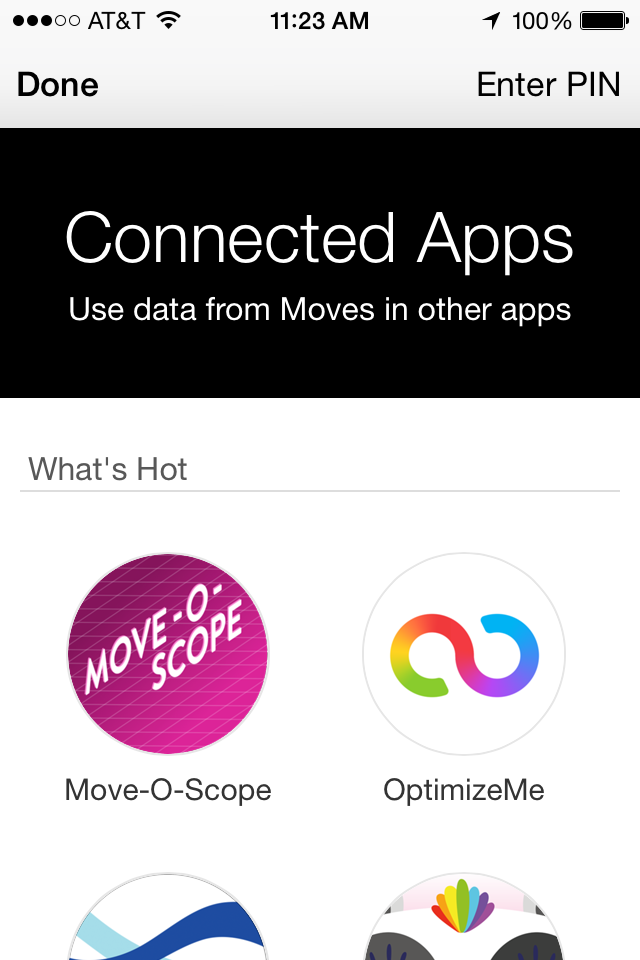 AT&T 11:23 AM 100%
Done Enter PIN
Connected Apps
Use data from Moves in other apps
What's Hot
MOVE-O-
SCOPE
Move-O-Scope OptimizeMe